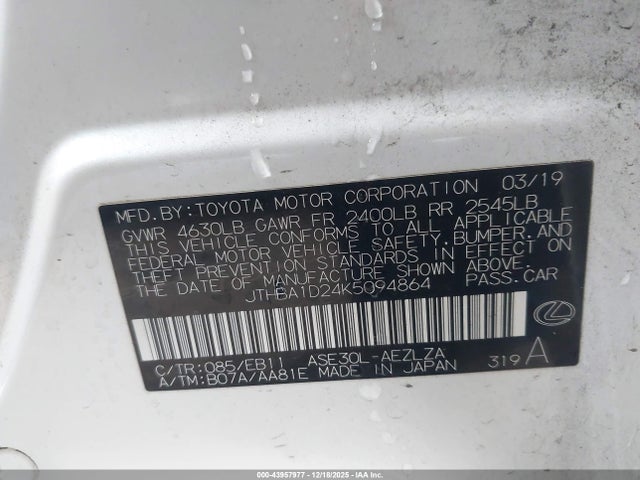 MFD.BY:TOYOTA MOTOR CORPORATION 03/19
GVWR 4630LB GAWR FR 2400LB RR 2545LB
THIS VEHICLE CONFORMS TO ALL APPLICABLE
FEDERAL MOTOR VEHICLE SAFETY, BUMPER, AND
THEFT PREVENTION STANDARDS IN EFFECT ON
THE DATE OF MANUFACTURE SHOWN ABOVE.
JTHBA1D24K5094864 PASS.CAR
C/TR:085/EB11 ASE30L-AEZLZA
A/TM:B07A/AA81E MADE IN JAPAN 319A
000-43957977 - 12/18/2025 - IAAI, Inc.